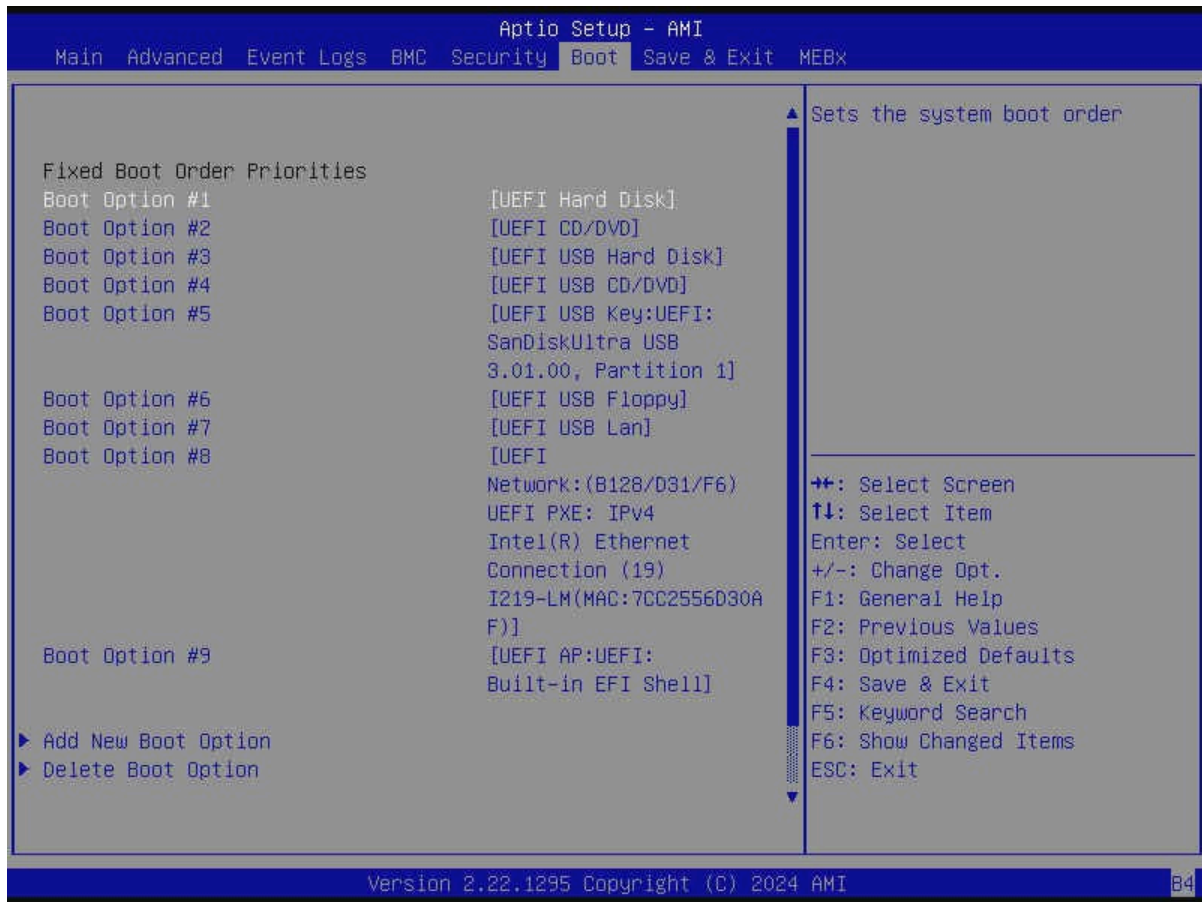 Aptio Setup – AMI
Main Advanced Event Logs BMC Security Boot Save & Exit MEBx
Sets the system boot order
Fixed Boot Order Priorities
Boot Option #1 [UEFI Hard Disk]
Boot Option #2 [UEFI CD/DVD]
Boot Option #3 [UEFI USB Hard Disk]
Boot Option #4 [UEFI USB CD/DVD]
Boot Option #5 [UEFI USB Key:UEFI:
SanDiskUltra USB
3.01.00, Partition 1]
Boot Option #6 [UEFI USB Floppy]
Boot Option #7 [UEFI USB Lan]
Boot Option #8 [UEFI
Network:(B128/D31/F6)
UEFI PXE: IPv4
Intel(R) Ethernet
Connection (19)
I219-LM(MAC:7CC2556D30A
F)]
Boot Option #9 [UEFI AP:UEFI:
Built-in EFI Shell]
Add New Boot Option
Delete Boot Option
→←: Select Screen
↑↓: Select Item
Enter: Select
+/-: Change Opt.
F1: General Help
F2: Previous Values
F3: Optimized Defaults
F4: Save & Exit
F5: Keyword Search
F6: Show Changed Items
ESC: Exit
Version 2.22.1295 Copyright (C) 2024 AMI
B4